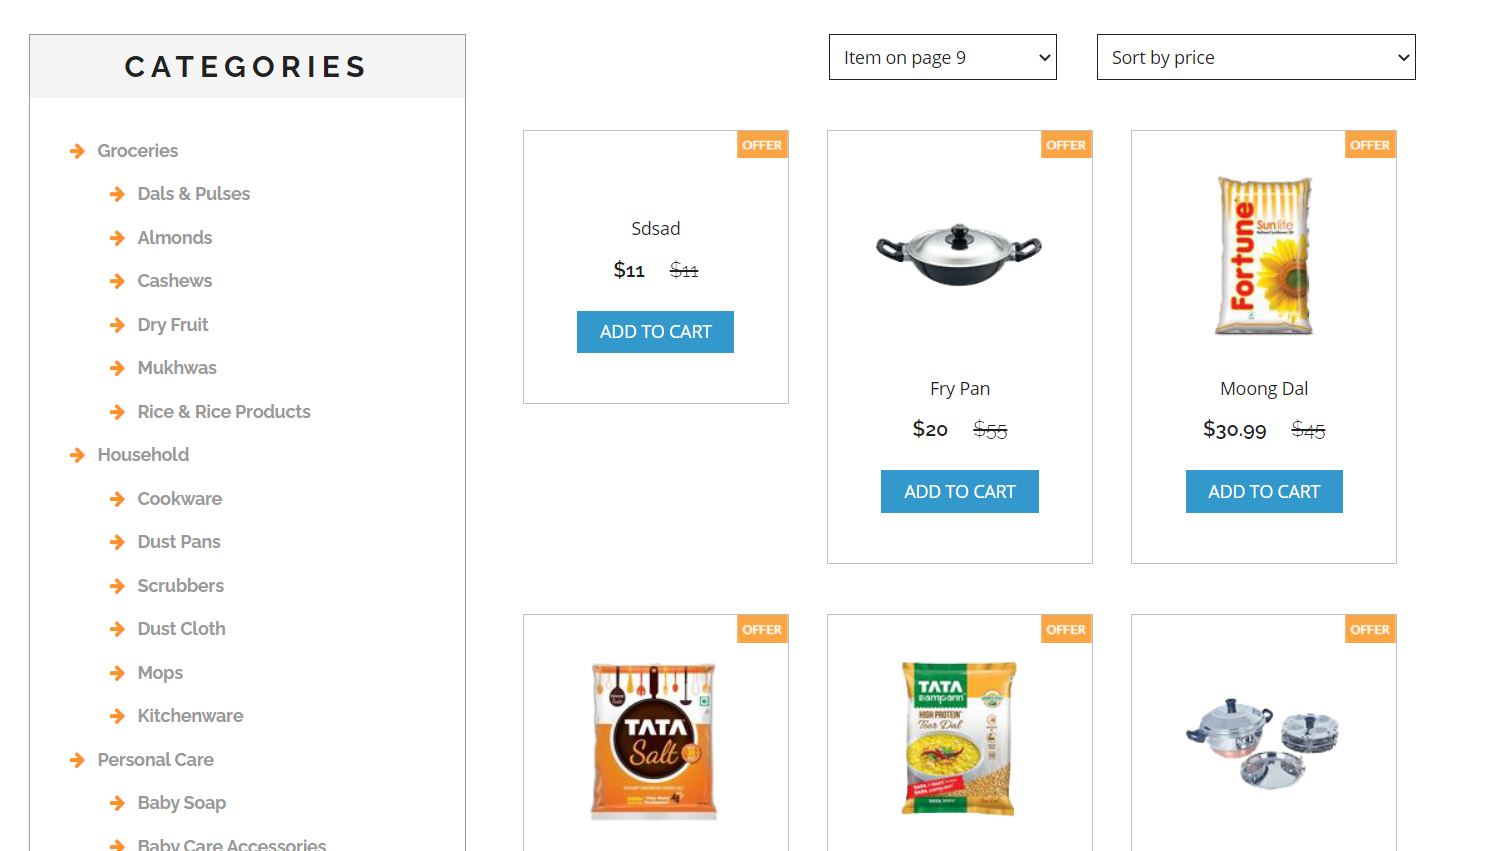 CATEGORIES
Groceries
Dals & Pulses
Almonds
Cashews
Dry Fruit
Mukhwas
Rice & Rice Products
Household
Cookware
Dust Pans
Scrubbers
Dust Cloth
Mops
Kitchenware
Personal Care
Baby Soap
Baby Care Accessories
Item on page 9
Sort by price
OFFER
Sdsad
$11 $11
ADD TO CART
OFFER
Fry Pan
$20 $55
ADD TO CART
OFFER
Fortune
Sunlite
Moong Dal
$30.99 $45
ADD TO CART
OFFER
TATA
Salt
OFFER
TATA
sampann
HIGH PROTEIN
Toor Dal
OFFER